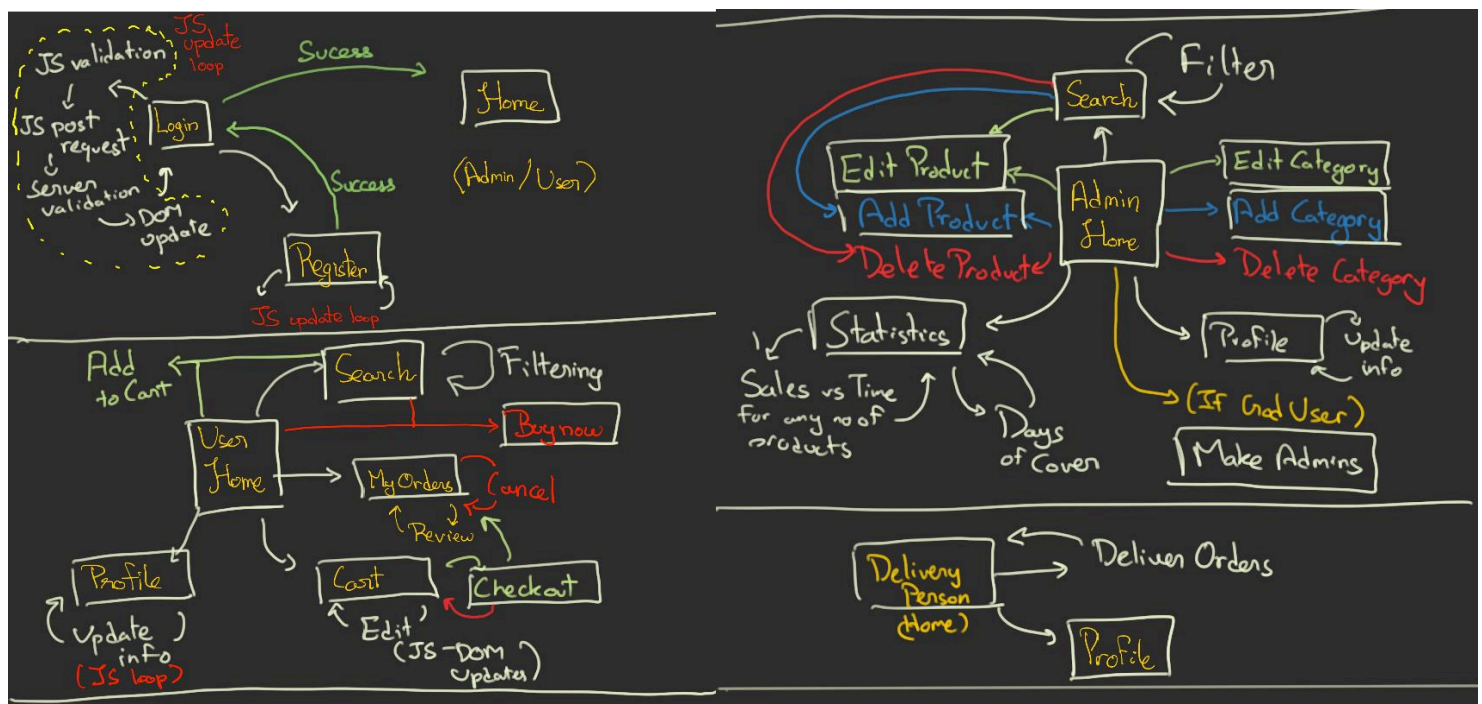 JS
update
loop
JS validation
JS post
request
Server
validation
DOM
update
Login
Sucess
Home
(Admin/User)
Success
Register
JS update loop
Add
to Cart
Search
Filtering
Buy now
User
Home
My Orders
Cancel
Review
Profile
Update
info
(JS loop)
Cart
Checkout
Edit
(JS-DOM
updates)
Filter
Search
Edit Product
Add Product
Delete Product
Admin
Home
Edit Category
Add Category
Delete Category
Statistics
Sales vs Time
for any no of
products
Days
of Cover
Profile
update
info
(If God User)
Make Admins
Delivery
Person
(Home)
Deliver Orders
Profile